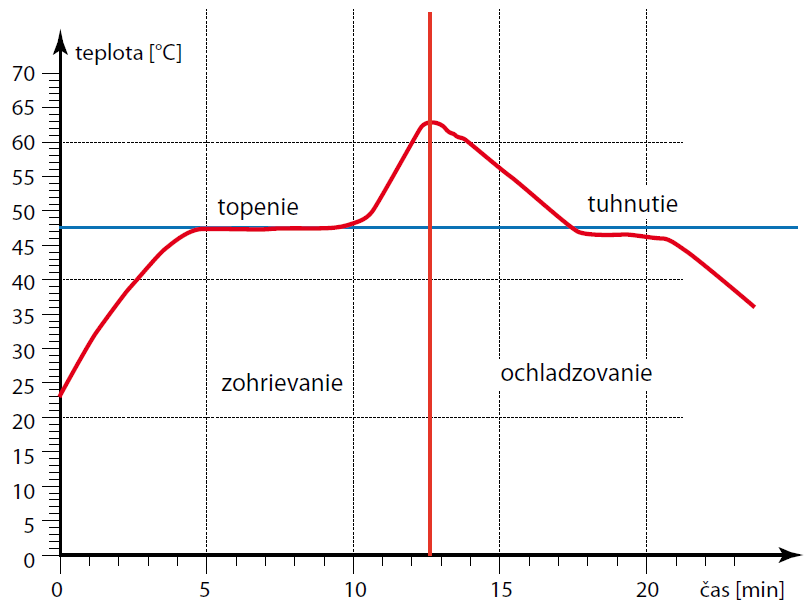 teplota [°C]
70
65
60
55
50
45
40
35
30
25
20
15
10
5
0
topenie
tuhnutie
zohrievanie
ochladzovanie
0 5 10 15 20 čas [min]